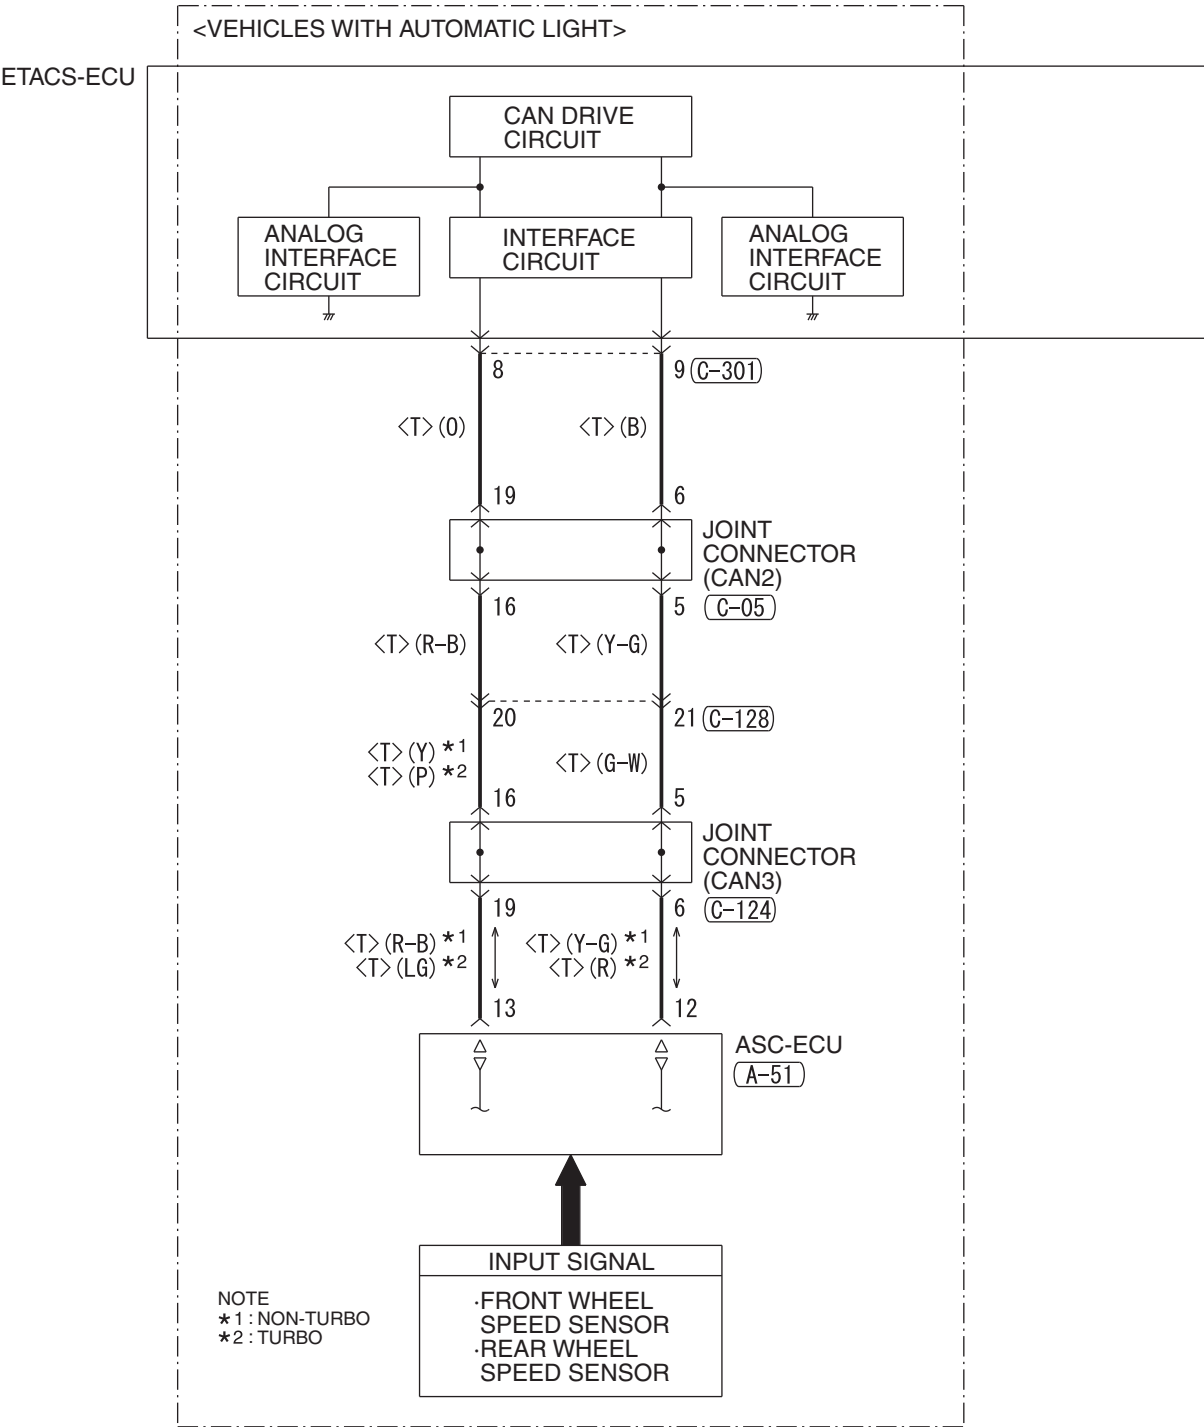 <VEHICLES WITH AUTOMATIC LIGHT>
ETACS-ECU
CAN DRIVE
CIRCUIT
ANALOG
INTERFACE
CIRCUIT
INTERFACE
CIRCUIT
ANALOG
INTERFACE
CIRCUIT
8
9 C-301
<T>(O)
<T>(B)
19
6
JOINT
CONNECTOR
(CAN2)
C-05
16
5
<T>(R-B)
<T>(Y-G)
20
21 C-128
<T>(Y)*1
<T>(P)*2
<T>(G-W)
16
5
JOINT
CONNECTOR
(CAN3)
C-124
19
6
<T>(R-B)*1
<T>(LG)*2
<T>(Y-G)*1
<T>(R)*2
13
12
ASC-ECU
A-51
INPUT SIGNAL
·FRONT WHEEL
SPEED SENSOR
·REAR WHEEL
SPEED SENSOR
NOTE
*1 : NON-TURBO
*2 : TURBO